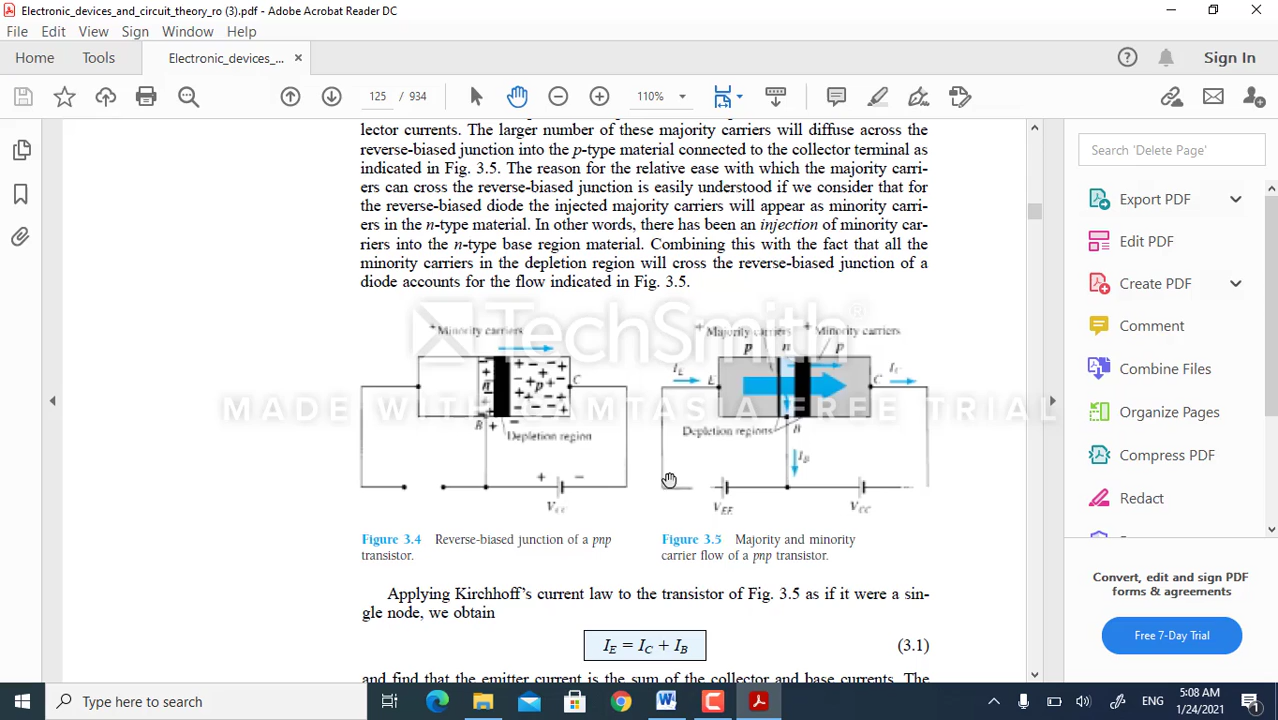 Electronic_devices_and_circuit_theory_ro (3).pdf - Adobe Acrobat Reader DC
File Edit View Sign Window Help
Home Tools Electronic_devices_... Sign In
125 / 934 110%
lector currents. The larger number of these majority carriers will diffuse across the
reverse-biased junction into the p-type material connected to the collector terminal as
indicated in Fig. 3.5. The reason for the relative ease with which the majority carri-
ers can cross the reverse-biased junction is easily understood if we consider that for
the reverse-biased diode the injected majority carriers will appear as minority carri-
ers in the n-type material. In other words, there has been an injection of minority car-
riers into the n-type base region material. Combining this with the fact that all the
minority carriers in the depletion region will cross the reverse-biased junction of a
diode accounts for the flow indicated in Fig. 3.5.
TechSmith
MADE WITH CAMTASIA FREE TRIAL
+ Minority carriers
n p
C
B + −
Depletion region
+ −
VCC
+ Majority carriers + Minority carriers
p n p
IE E C IC
Depletion regions B
IB
VEE VCC
Figure 3.4 Reverse-biased junction of a pnp
transistor.
Figure 3.5 Majority and minority
carrier flow of a pnp transistor.
Applying Kirchhoff's current law to the transistor of Fig. 3.5 as if it were a sin-
gle node, we obtain
IE = IC + IB (3.1)
and find that the emitter current is the sum of the collector and base currents. The
Search 'Delete Page'
Export PDF
Edit PDF
Create PDF
Comment
Combine Files
Organize Pages
Compress PDF
Redact
Convert, edit and sign PDF
forms & agreements
Free 7-Day Trial
Type here to search
ENG
5:08 AM
1/24/2021
1